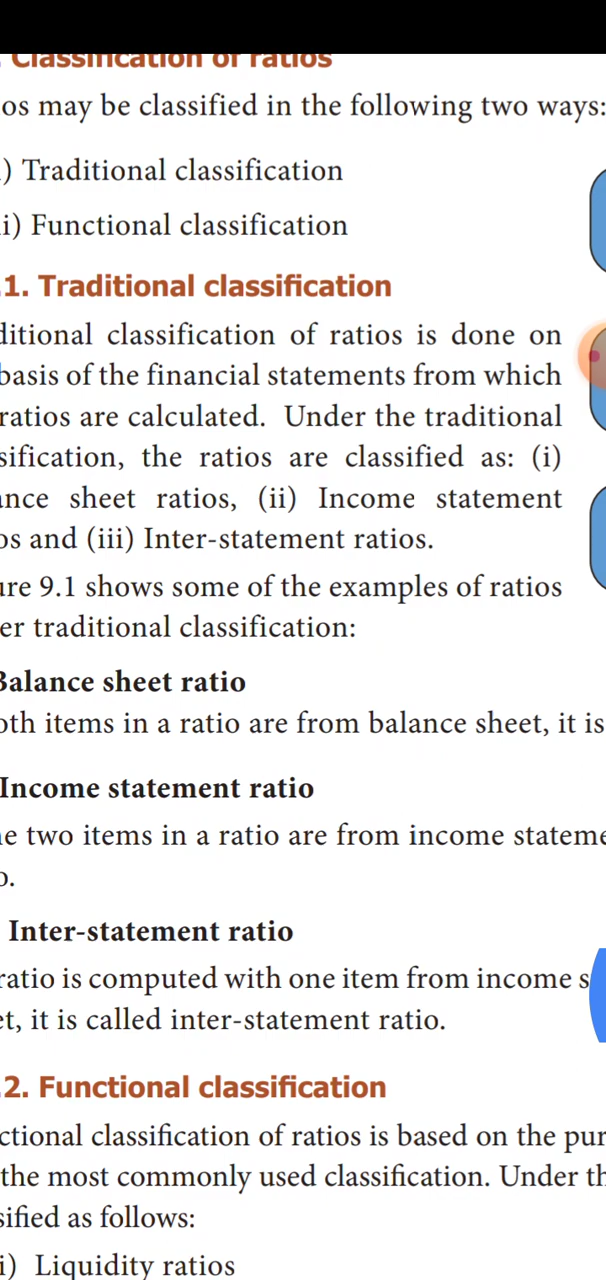 Classification of ratios
os may be classified in the following two ways:
) Traditional classification
i) Functional classification
.1. Traditional classification
ditional classification of ratios is done on
basis of the financial statements from which
ratios are calculated. Under the traditional
sification, the ratios are classified as: (i)
ance sheet ratios, (ii) Income statement
os and (iii) Inter-statement ratios.
ure 9.1 shows some of the examples of ratios
er traditional classification:
Balance sheet ratio
oth items in a ratio are from balance sheet, it is
Income statement ratio
e two items in a ratio are from income stateme
o.
Inter-statement ratio
ratio is computed with one item from income s
et, it is called inter-statement ratio.
.2. Functional classification
ctional classification of ratios is based on the pur
the most commonly used classification. Under th
sified as follows:
i) Liquidity ratios